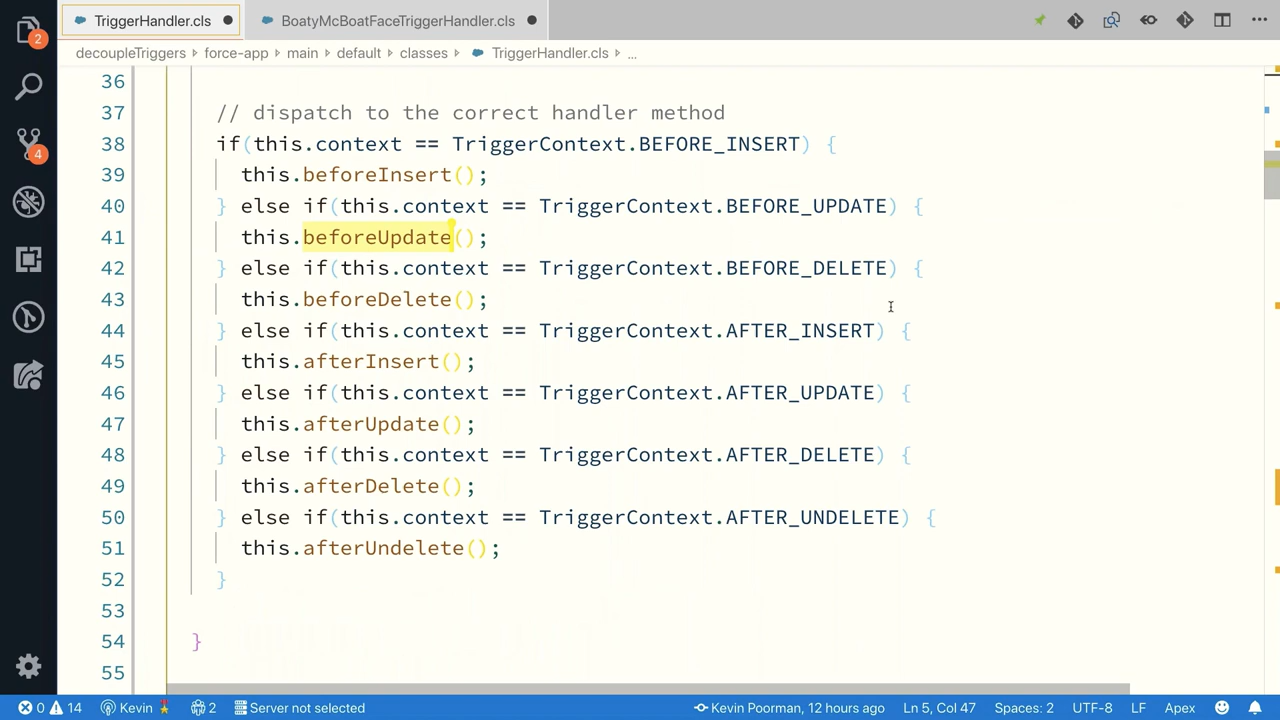 TriggerHandler.cls
BoatyMcBoatFaceTriggerHandler.cls
2
decoupleTriggers > force-app > main > default > classes > TriggerHandler.cls > ...
36
37 // dispatch to the correct handler method
38 if(this.context == TriggerContext.BEFORE_INSERT) {
39 this.beforeInsert();
40 } else if(this.context == TriggerContext.BEFORE_UPDATE) {
4
41 this.beforeUpdate();
42 } else if(this.context == TriggerContext.BEFORE_DELETE) {
43 this.beforeDelete();
44 } else if(this.context == TriggerContext.AFTER_INSERT) {
45 this.afterInsert();
46 } else if(this.context == TriggerContext.AFTER_UPDATE) {
47 this.afterUpdate();
48 } else if(this.context == TriggerContext.AFTER_DELETE) {
49 this.afterDelete();
50 } else if(this.context == TriggerContext.AFTER_UNDELETE) {
51 this.afterUndelete();
52 }
53
54 }
55
0 14 Kevin 2 Server not selected Kevin Poorman, 12 hours ago Ln 5, Col 47 Spaces: 2 UTF-8 LF Apex